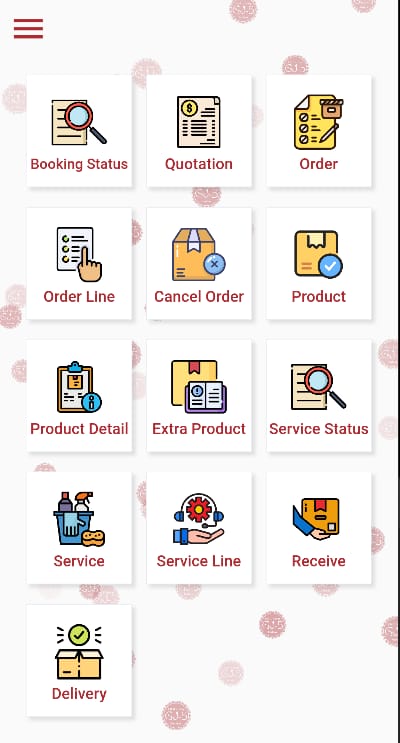 Booking Status
Quotation
Order
Order Line
Cancel Order
Product
Product Detail
Extra Product
Service Status
Service
Service Line
Receive
Delivery